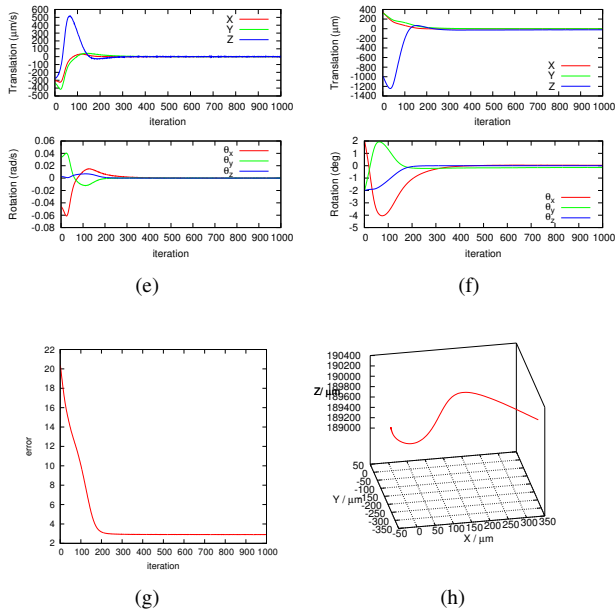 600
500
400
300
200
100
0
-100
-200
-300
-400
-500
Translation (μm/s)
X
Y
Z
0 100 200 300 400 500 600 700 800 900 1000
iteration
400
200
0
-200
-400
-600
-800
-1000
-1200
-1400
Translation (μm)
X
Y
Z
0 100 200 300 400 500 600 700 800 900 1000
iteration
0.06
0.04
0.02
0
-0.02
-0.04
-0.06
-0.08
Rotation (rad/s)
θx
θy
θz
0 100 200 300 400 500 600 700 800 900 1000
iteration
2
1
0
-1
-2
-3
-4
-5
Rotation (deg)
θx
θy
θz
0 100 200 300 400 500 600 700 800 900 1000
iteration
(e)
(f)
22
20
18
16
14
12
10
8
6
4
2
error
0 100 200 300 400 500 600 700 800 900 1000
iteration
190400
190000
189800
189600
189400
189200
189000
Z/ μm
50
0
-50
-100
-150
-200
-250
-300
-350
Y / μm
-50 0 50 100 150 200 250 300 350
X / μm
(g)
(h)